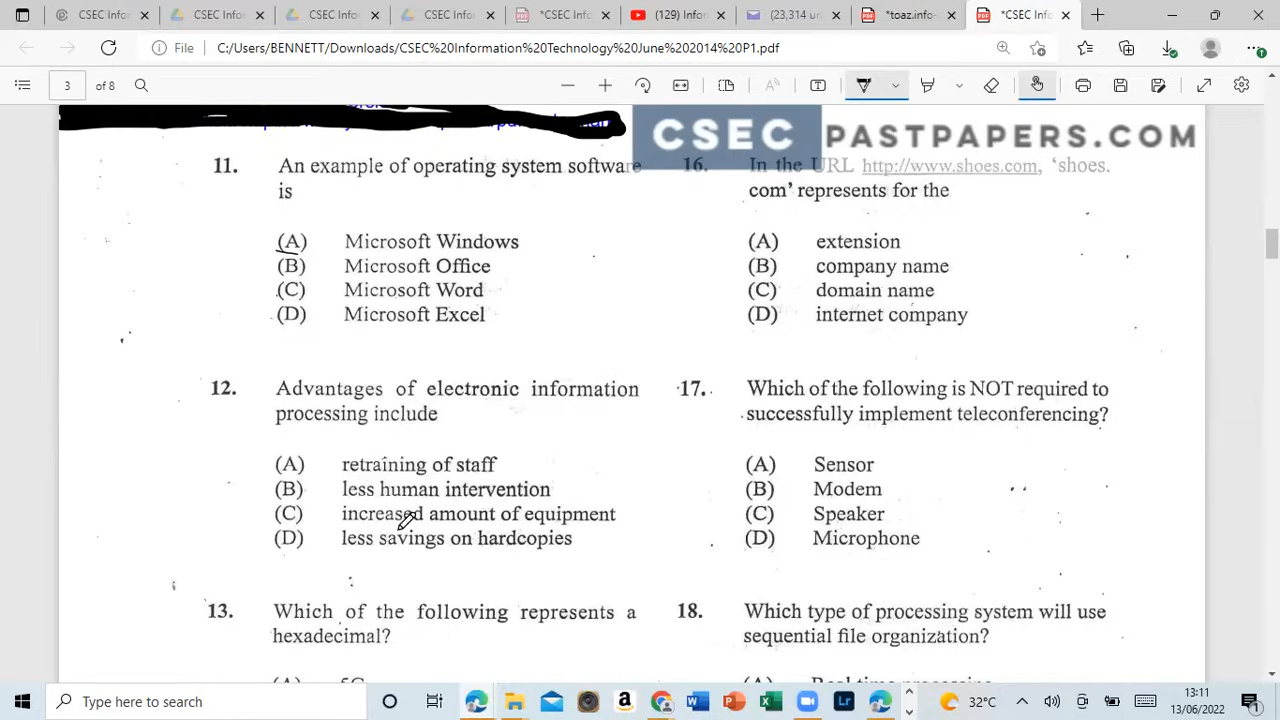 *CSEC Info
(129) Info
(23,314 ur
*Info
*CSEC Info
File C:/Users/BENNETT/Downloads/CSEC%20Information%20Technology%20June%202014%20P1.pdf
3 of 8
CSEC PASTPAPERS.COM
11. An example of operating system software
is
(A) Microsoft Windows
(B) Microsoft Office
(C) Microsoft Word
(D) Microsoft Excel
12. Advantages of electronic information
processing include
(A) retraining of staff
(B) less human intervention
(C) increased amount of equipment
(D) less savings on hardcopies
13. Which of the following represents a
hexadecimal?
16. In the URL http://www.shoes.com, ‘shoes.
com’ represents for the
(A) extension
(B) company name
(C) domain name
(D) internet company
17. Which of the following is NOT required to
successfully implement teleconferencing?
(A) Sensor
(B) Modem
(C) Speaker
(D) Microphone
18. Which type of processing system will use
sequential file organization?
Type here to search
32°C
13:11
13/06/2022